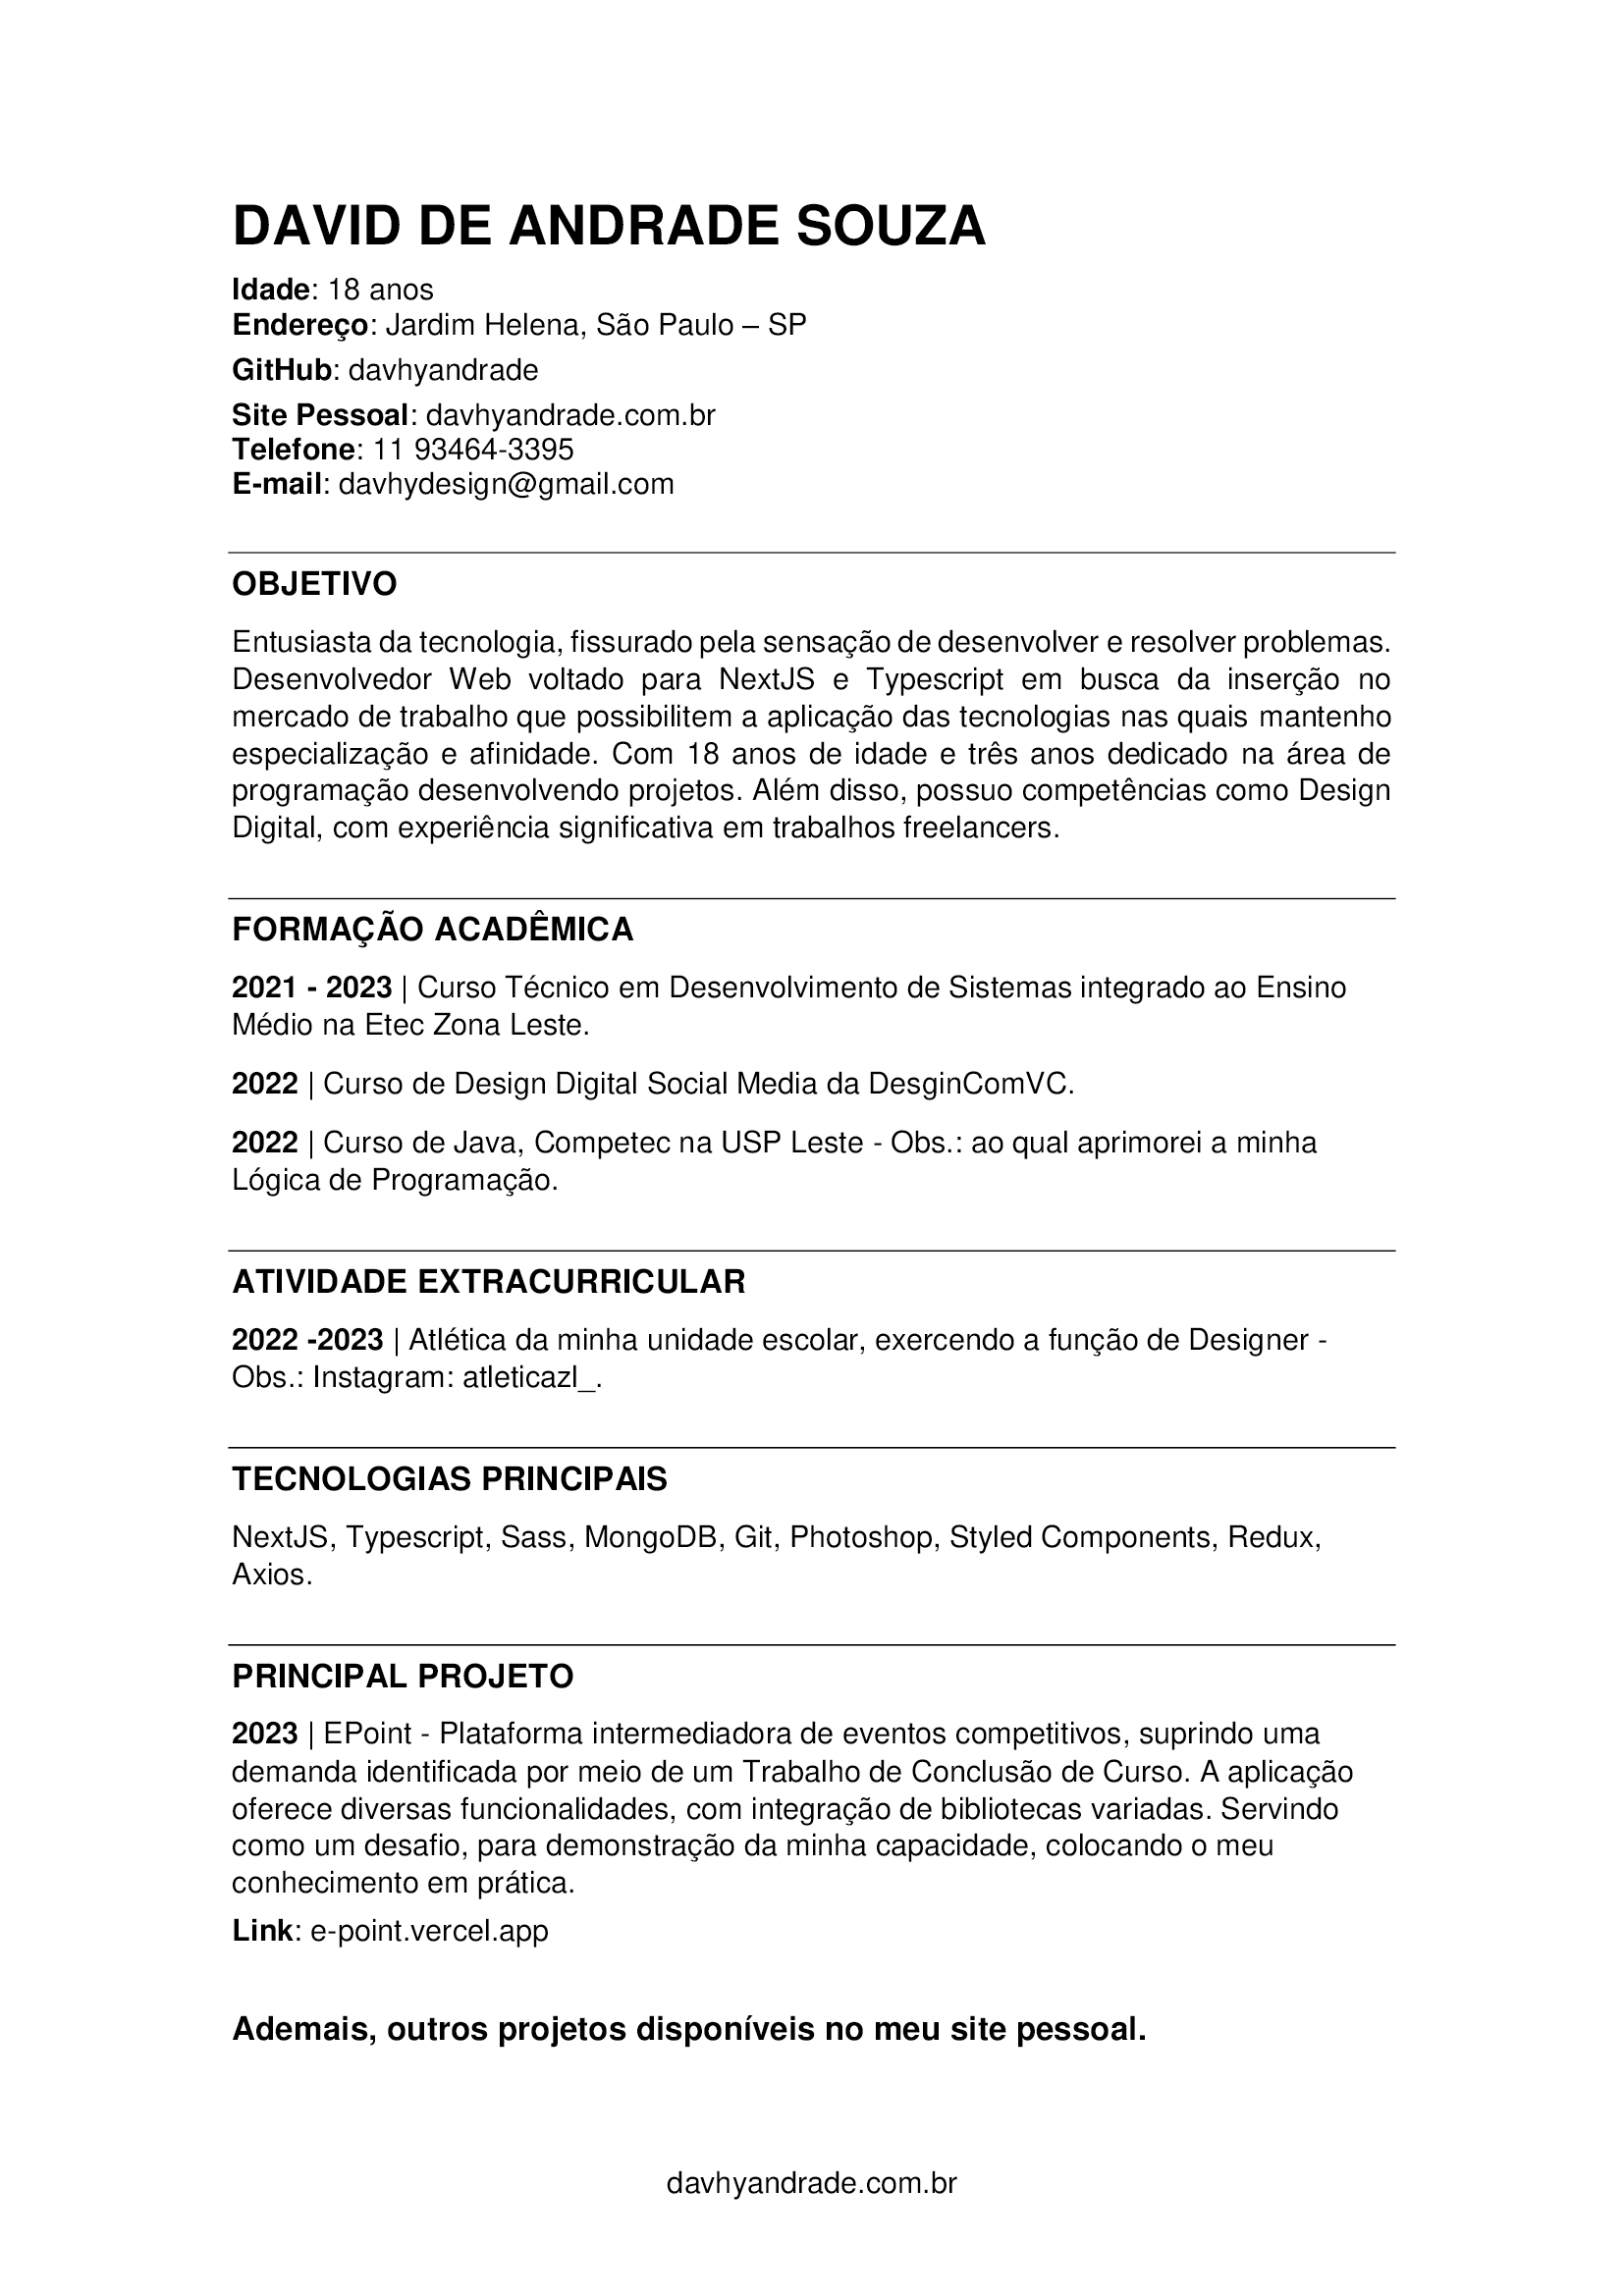 DAVID DE ANDRADE SOUZA
Idade: 18 anos
Endereço: Jardim Helena, São Paulo – SP
GitHub: davhyandrade
Site Pessoal: davhyandrade.com.br
Telefone: 11 93464-3395
E-mail: davhydesign@gmail.com
OBJETIVO
Entusiasta da tecnologia, fissurado pela sensação de desenvolver e resolver problemas.
Desenvolvedor Web voltado para NextJS e Typescript em busca da inserção no
mercado de trabalho que possibilitem a aplicação das tecnologias nas quais mantenho
especialização e afinidade. Com 18 anos de idade e três anos dedicado na área de
programação desenvolvendo projetos. Além disso, possuo competências como Design
Digital, com experiência significativa em trabalhos freelancers.
FORMAÇÃO ACADÊMICA
2021 - 2023 | Curso Técnico em Desenvolvimento de Sistemas integrado ao Ensino
Médio na Etec Zona Leste.
2022 | Curso de Design Digital Social Media da DesginComVC.
2022 | Curso de Java, Competec na USP Leste - Obs.: ao qual aprimorei a minha
Lógica de Programação.
ATIVIDADE EXTRACURRICULAR
2022 -2023 | Atlética da minha unidade escolar, exercendo a função de Designer -
Obs.: Instagram: atleticazl_.
TECNOLOGIAS PRINCIPAIS
NextJS, Typescript, Sass, MongoDB, Git, Photoshop, Styled Components, Redux,
Axios.
PRINCIPAL PROJETO
2023 | EPoint - Plataforma intermediadora de eventos competitivos, suprindo uma
demanda identificada por meio de um Trabalho de Conclusão de Curso. A aplicação
oferece diversas funcionalidades, com integração de bibliotecas variadas. Servindo
como um desafio, para demonstração da minha capacidade, colocando o meu
conhecimento em prática.
Link: e-point.vercel.app
Ademais, outros projetos disponíveis no meu site pessoal.
davhyandrade.com.br